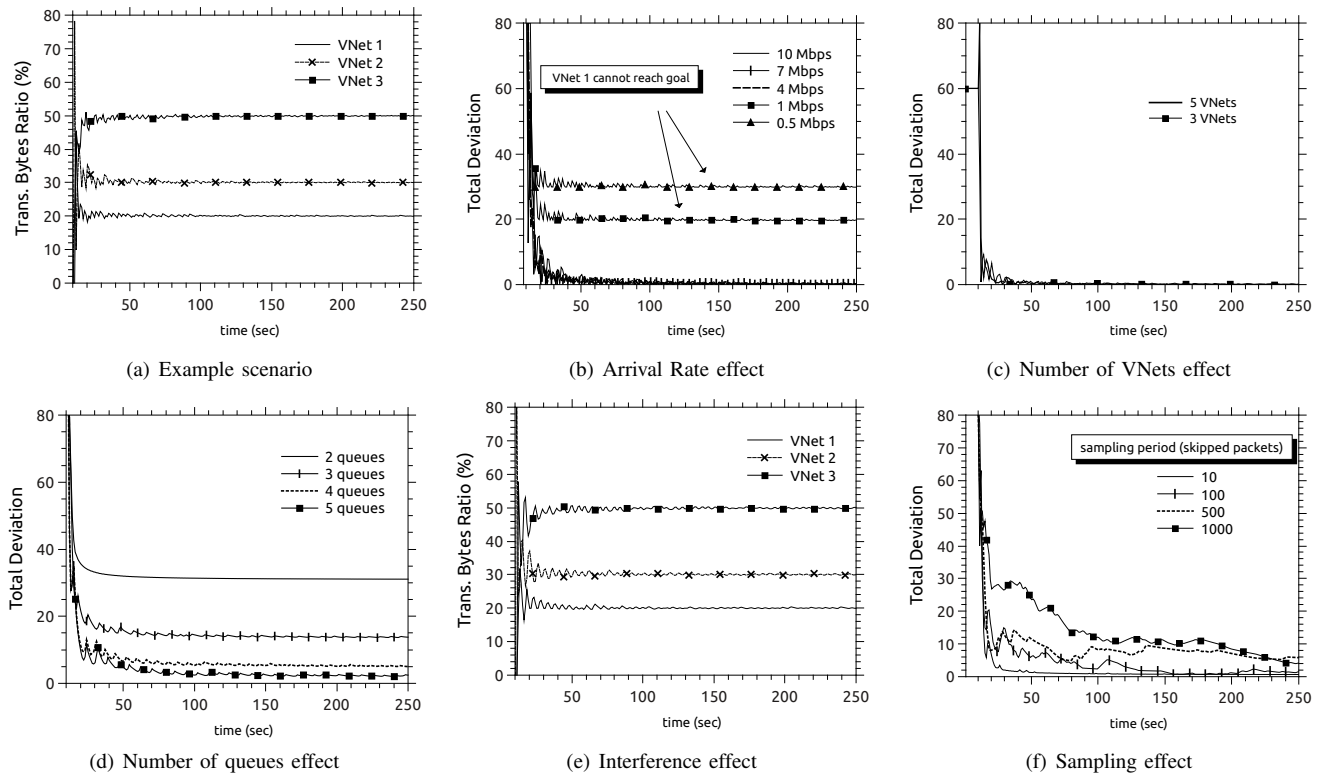 80
70
60
50
40
30
20
10
0
50 100 150 200 250
Trans. Bytes Ratio (%)
time (sec)
VNet 1
VNet 2
VNet 3
(a) Example scenario
80
60
40
20
0
50 100 150 200 250
Total Deviation
time (sec)
VNet 1 cannot reach goal
10 Mbps
7 Mbps
4 Mbps
1 Mbps
0.5 Mbps
(b) Arrival Rate effect
80
70
60
50
40
30
20
10
0
50 100 150 200 250
Total Deviation
time (sec)
5 VNets
3 VNets
(c) Number of VNets effect
80
60
40
20
0
50 100 150 200 250
Total Deviation
time (sec)
2 queues
3 queues
4 queues
5 queues
(d) Number of queues effect
80
70
60
50
40
30
20
10
0
50 100 150 200 250
Trans. Bytes Ratio (%)
time (sec)
VNet 1
VNet 2
VNet 3
(e) Interference effect
80
70
60
50
40
30
20
10
0
50 100 150 200 250
Total Deviation
time (sec)
sampling period (skipped packets)
10
100
500
1000
(f) Sampling effect